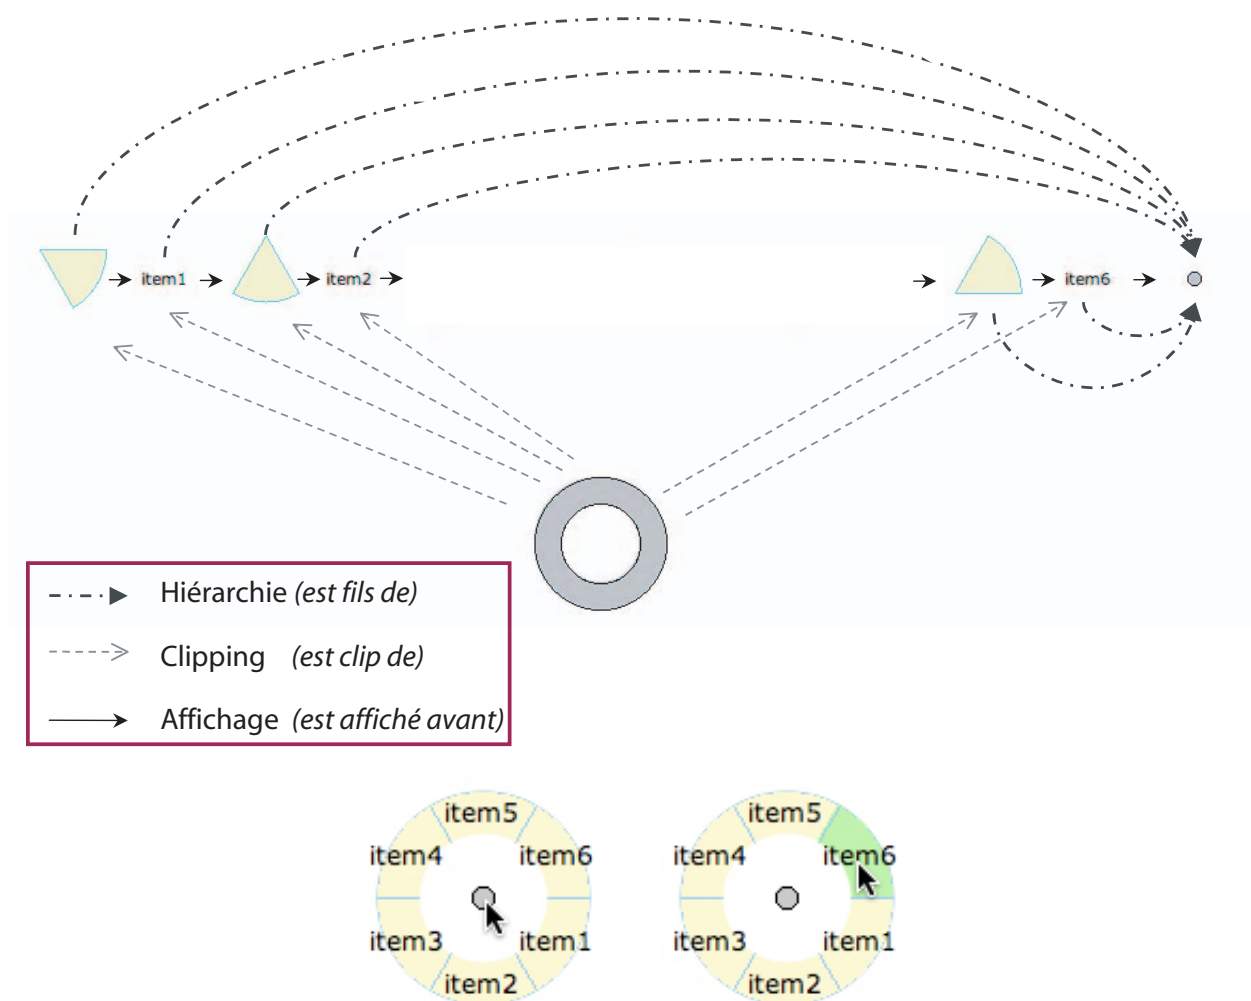 item1
item2
item6
Hiérarchie (est fils de)
Clipping (est clip de)
Affichage (est affiché avant)
item5
item4
item6
item3
item1
item2
item5
item4
item6
item3
item1
item2